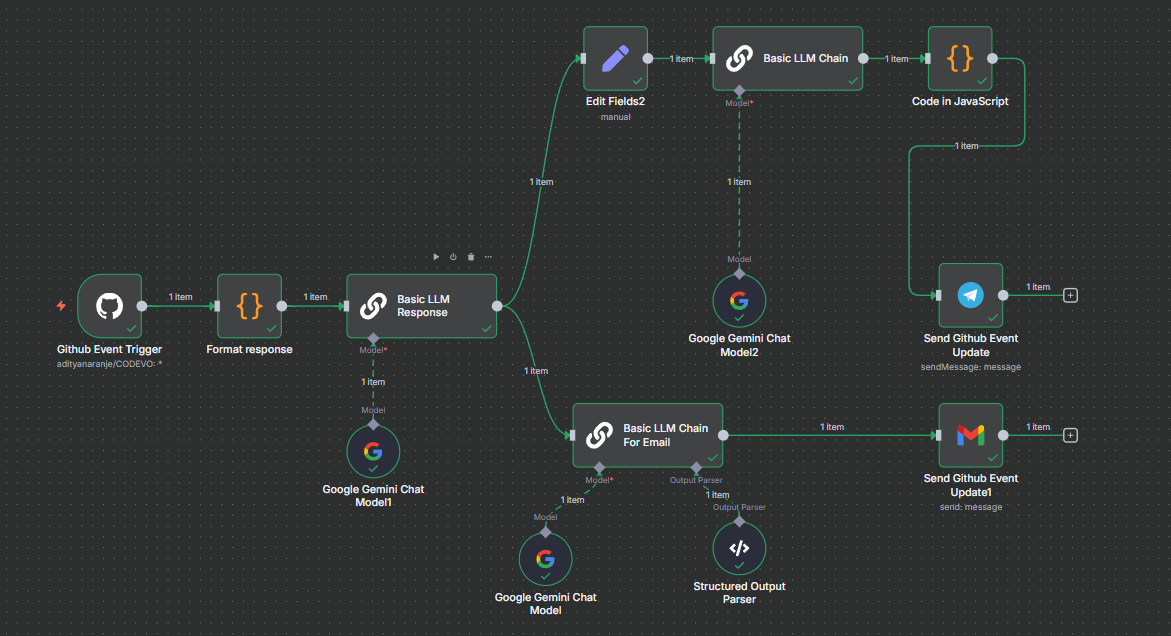 Edit Fields2
manual
1 item
Basic LLM Chain
Model*
1 item
Code in JavaScript
1 item
1 item
1 item
Model
Google Gemini Chat
Model2
Github Event Trigger
adityanaranje/CODEVO: *
1 item
Format response
1 item
Basic LLM
Response
Model*
1 item
Model
Google Gemini Chat
Model1
1 item
Send Github Event
Update
sendMessage: message
1 item
Basic LLM Chain
For Email
Model*
Output Parser
1 item
1 item
Model
Output Parser
Google Gemini Chat
Model
Structured Output
Parser
1 item
Send Github Event
Update1
send: message
1 item